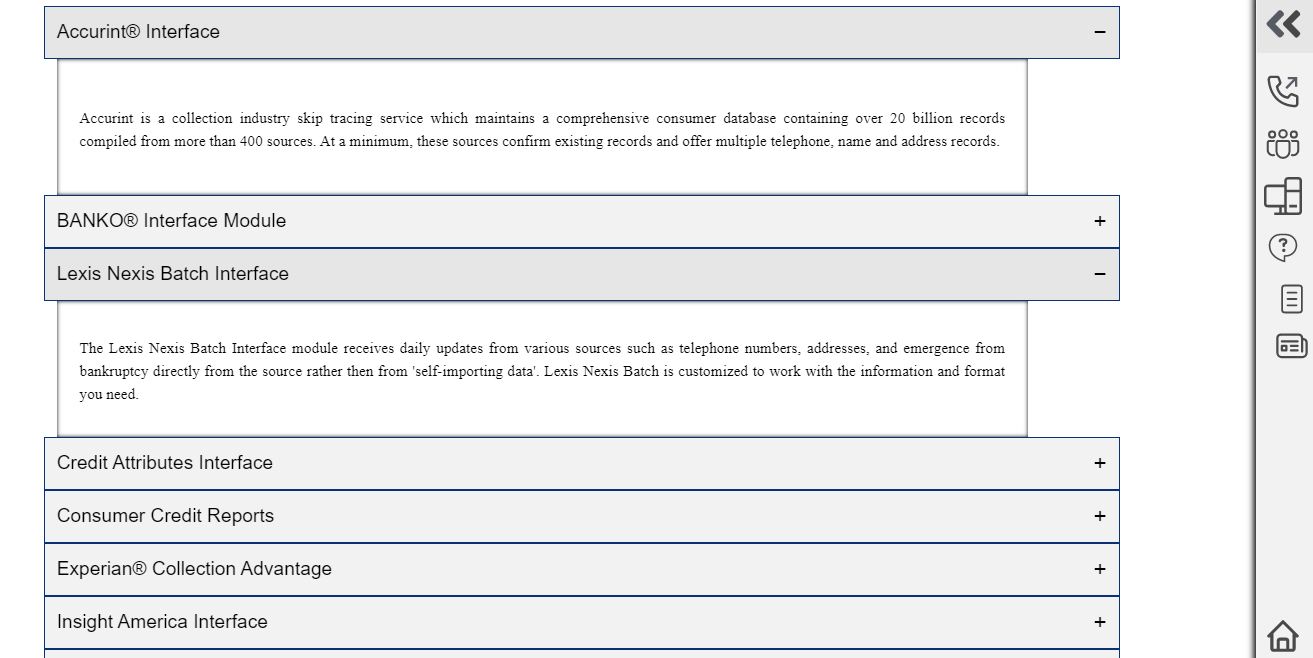 Accurint® Interface
Accurint is a collection industry skip tracing service which maintains a comprehensive consumer database containing over 20 billion records
compiled from more than 400 sources. At a minimum, these sources confirm existing records and offer multiple telephone, name and address records.
BANKO® Interface Module
Lexis Nexis Batch Interface
The Lexis Nexis Batch Interface module receives daily updates from various sources such as telephone numbers, addresses, and emergence from
bankruptcy directly from the source rather then from 'self-importing data'. Lexis Nexis Batch is customized to work with the information and format
you need.
Credit Attributes Interface
Consumer Credit Reports
Experian® Collection Advantage
Insight America Interface